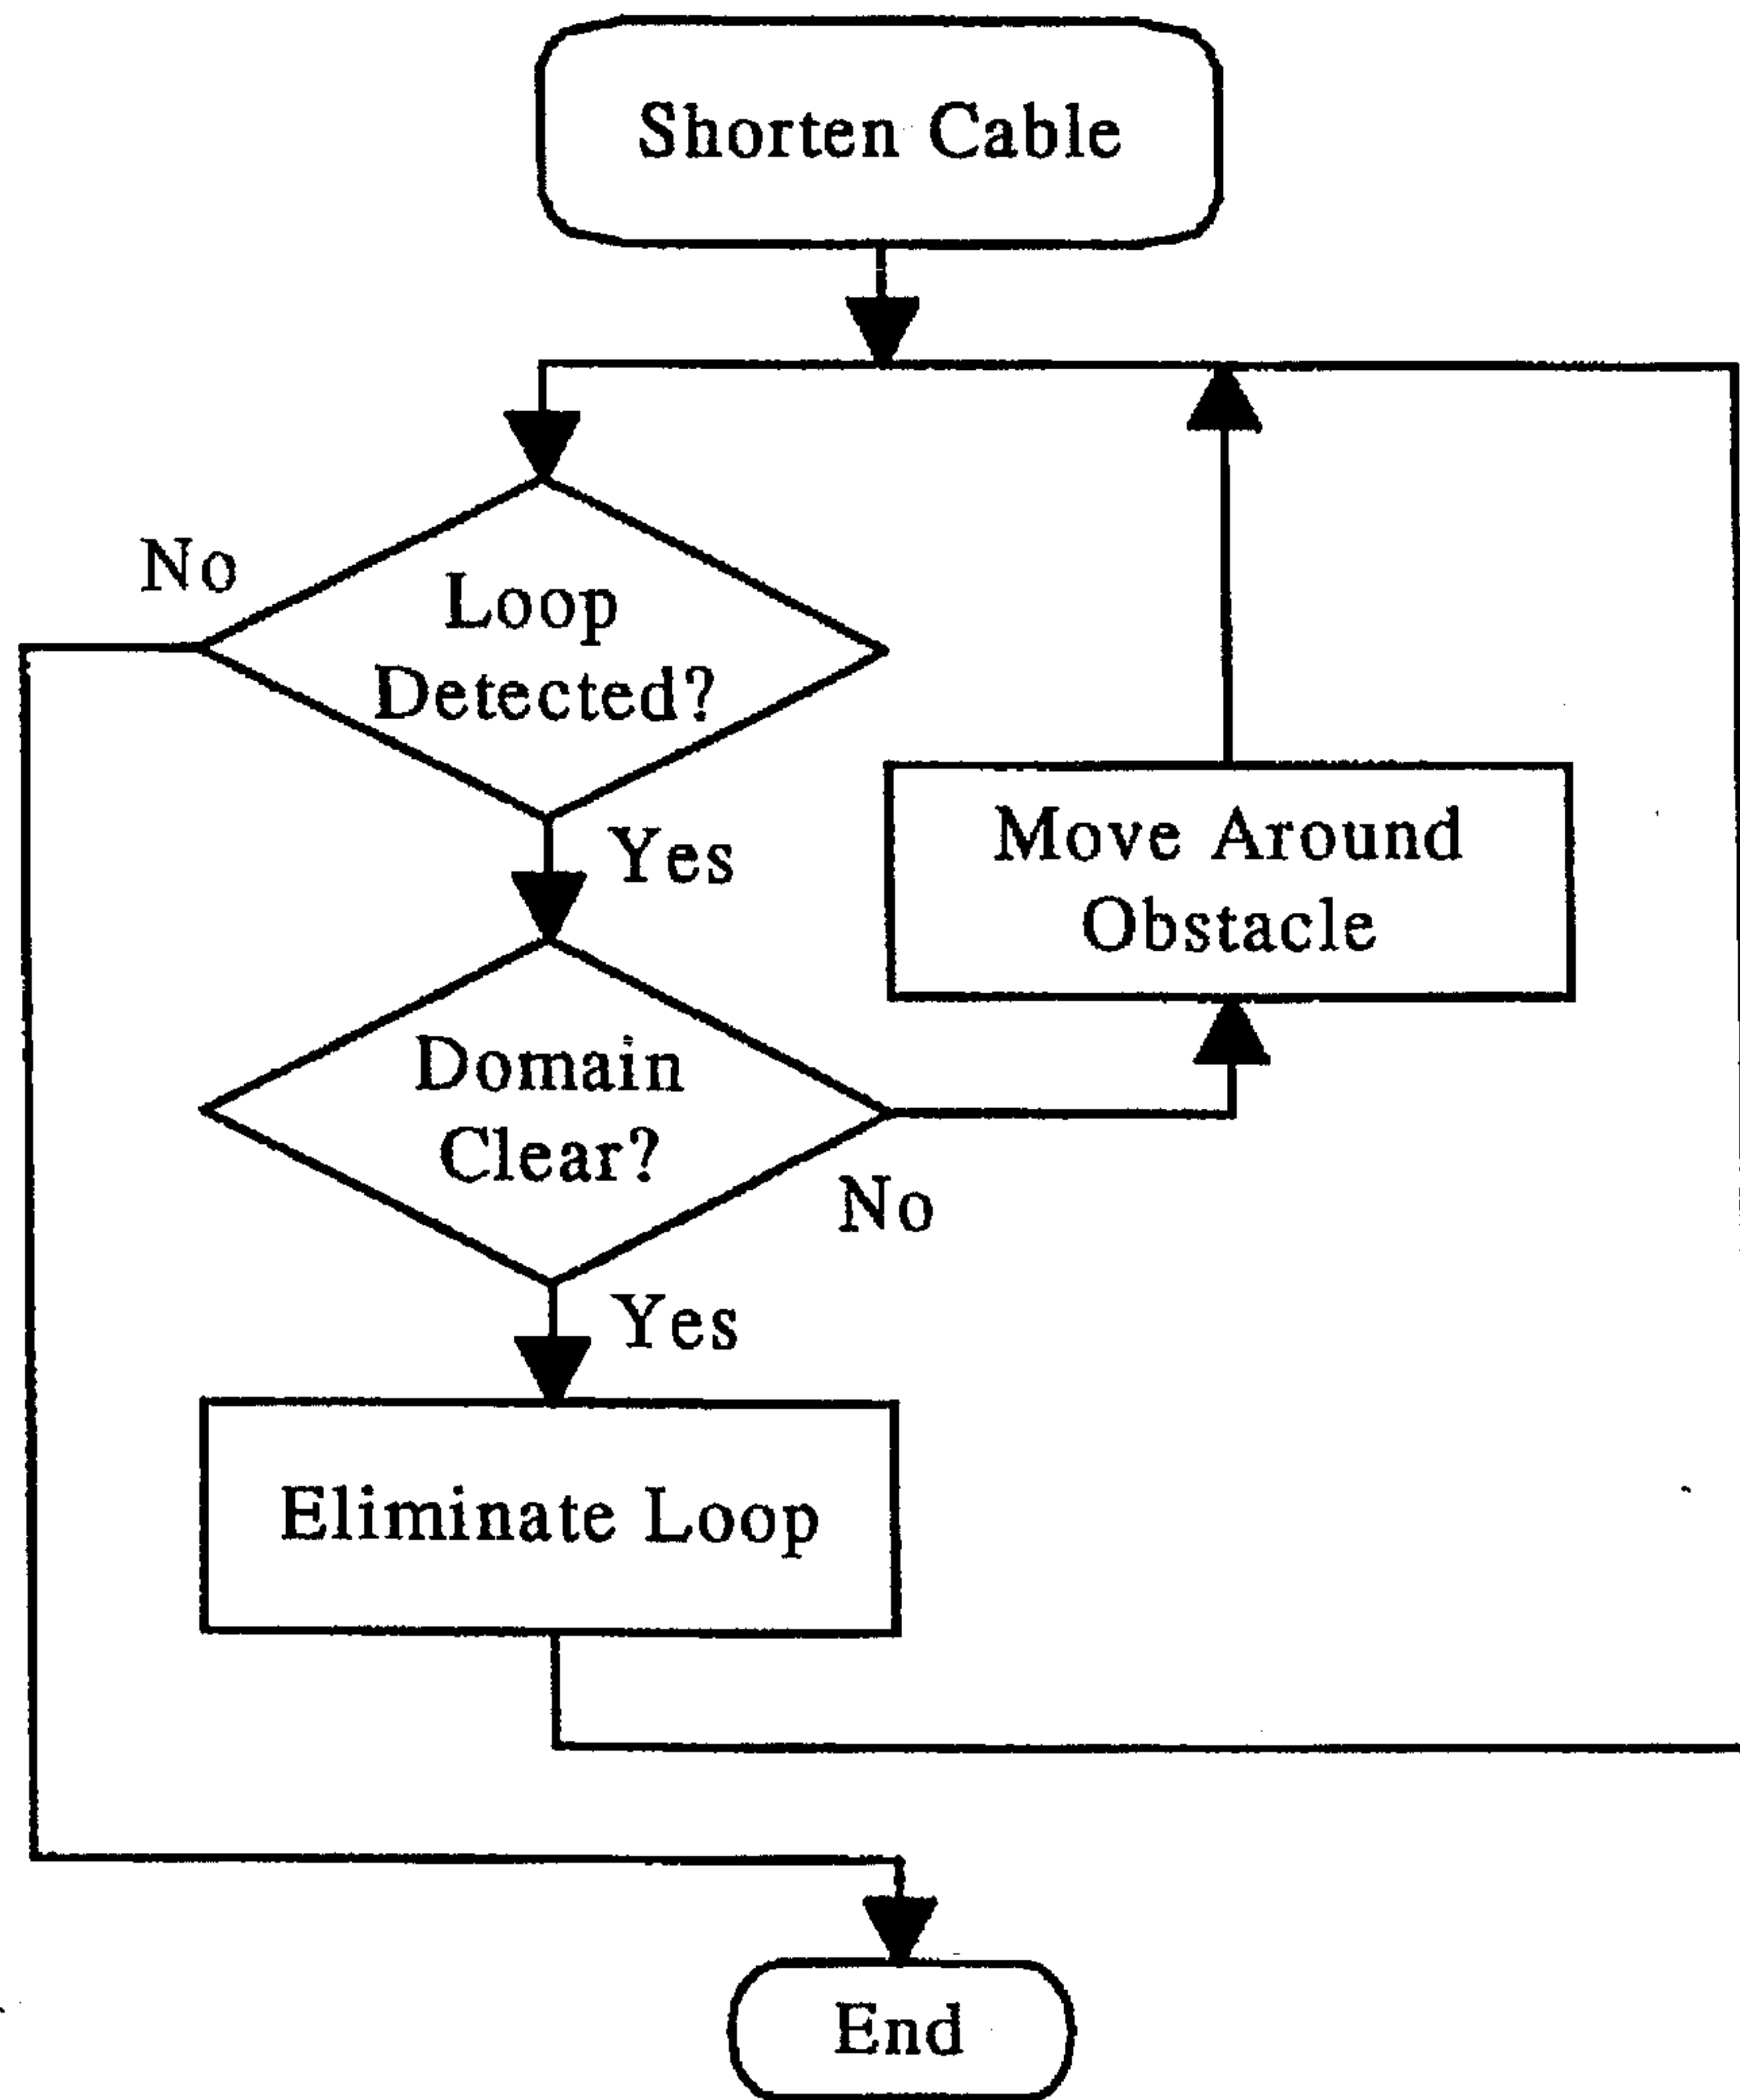 Shorten Cable
No
Loop
Detected?
Yes
Move Around
Obstacle
Domain
Clear?
No
Yes
Eliminate Loop
End